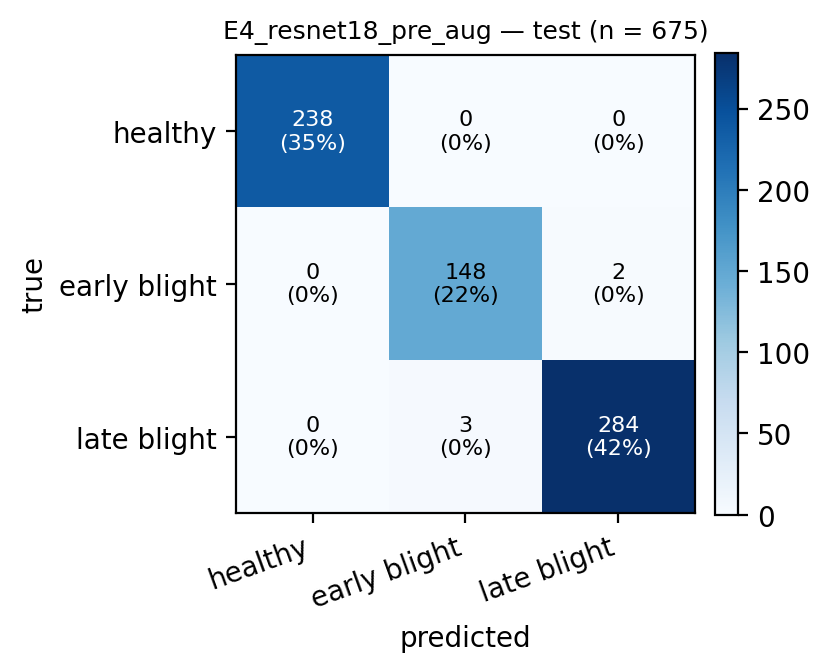 E4_resnet18_pre_aug — test (n = 675)
healthy
238
(35%)
0
(0%)
0
(0%)
early blight
0
(0%)
148
(22%)
2
(0%)
late blight
0
(0%)
3
(0%)
284
(42%)
true
healthy
early blight
late blight
predicted
250
200
150
100
50
0